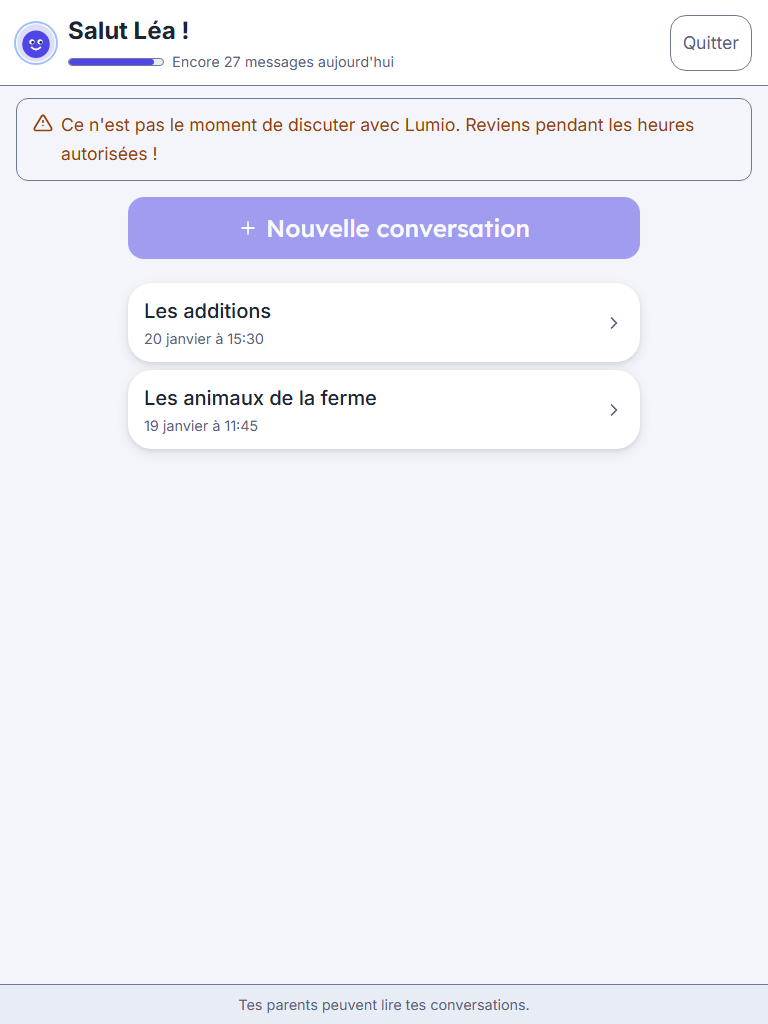 Salut Léa !
Encore 27 messages aujourd'hui
Quitter
Ce n'est pas le moment de discuter avec Lumio. Reviens pendant les heures
autorisées !
+ Nouvelle conversation
Les additions
20 janvier à 15:30
Les animaux de la ferme
19 janvier à 11:45
Tes parents peuvent lire tes conversations.